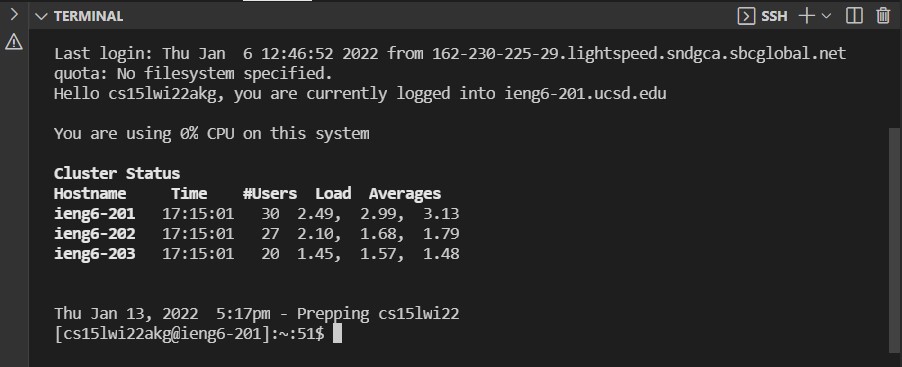 TERMINAL
SSH
Last login: Thu Jan  6 12:46:52 2022 from 162-230-225-29.lightspeed.sndgca.sbcglobal.net
quota: No filesystem specified.
Hello cs15lwi22akg, you are currently logged into ieng6-201.ucsd.edu
You are using 0% CPU on this system
Cluster Status
Hostname     Time    #Users  Load  Averages
ieng6-201   17:15:01   30  2.49,  2.99,  3.13
ieng6-202   17:15:01   27  2.10,  1.68,  1.79
ieng6-203   17:15:01   20  1.45,  1.57,  1.48
Thu Jan 13, 2022  5:17pm - Prepping cs15lwi22
[cs15lwi22akg@ieng6-201]:~:51$